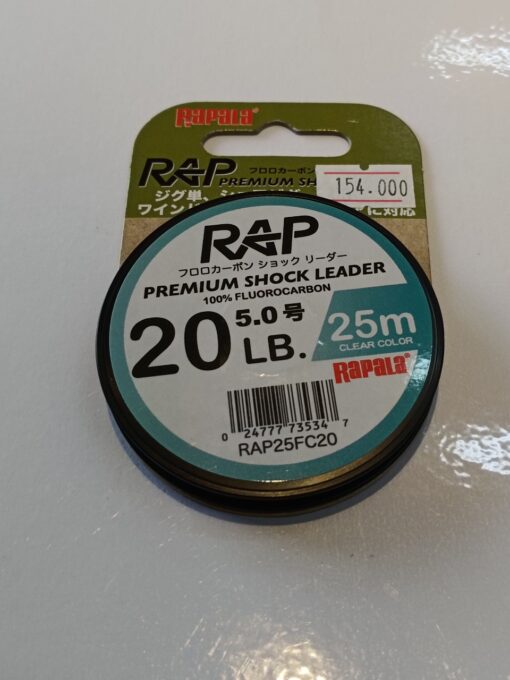 Rapala
RAP フロロカーボン
PREMIUM
154.000
ジグ単、
ワインド
に対応
RAP
フロロカーボン ショック リーダー
PREMIUM SHOCK LEADER
100% FLUOROCARBON
5.0号
20 LB.
25m
CLEAR COLOR
Rapala
0 24777 73534 7
RAP25FC20